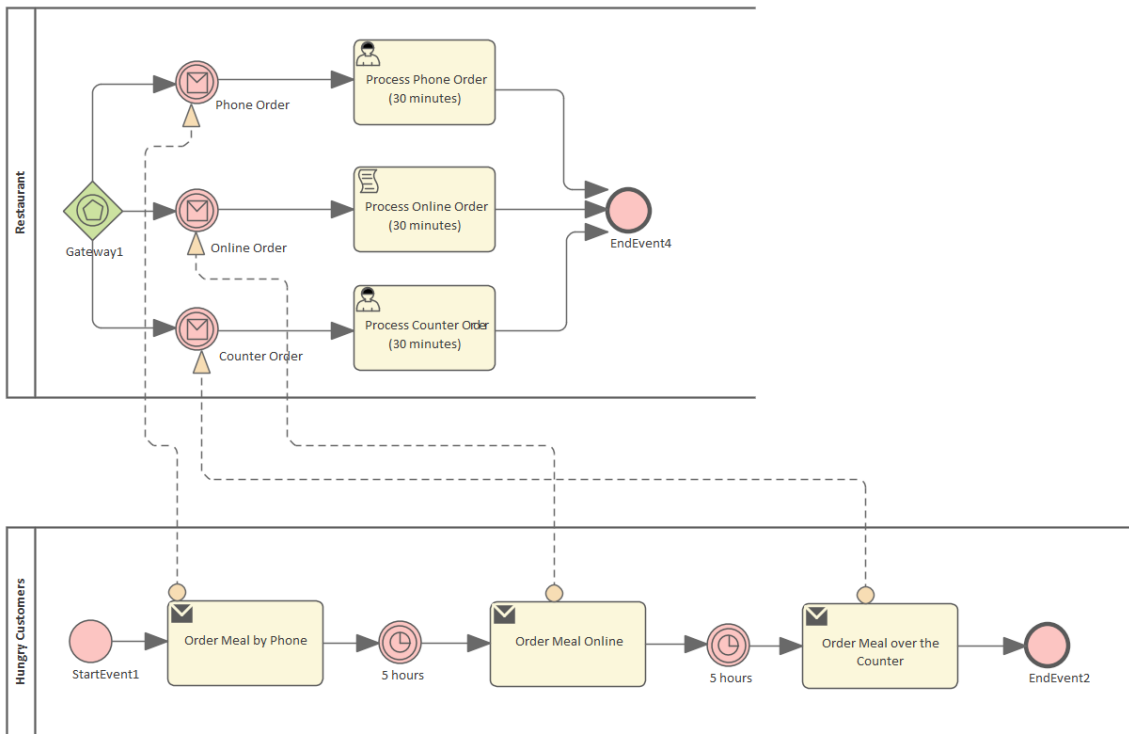 Restaurant
Phone Order
Process Phone Order
(30 minutes)
Gateway1
Online Order
Process Online Order
(30 minutes)
EndEvent4
Counter Order
Process Counter Order
(30 minutes)
Hungry Customers
StartEvent1
Order Meal by Phone
5 hours
Order Meal Online
5 hours
Order Meal over the
Counter
EndEvent2